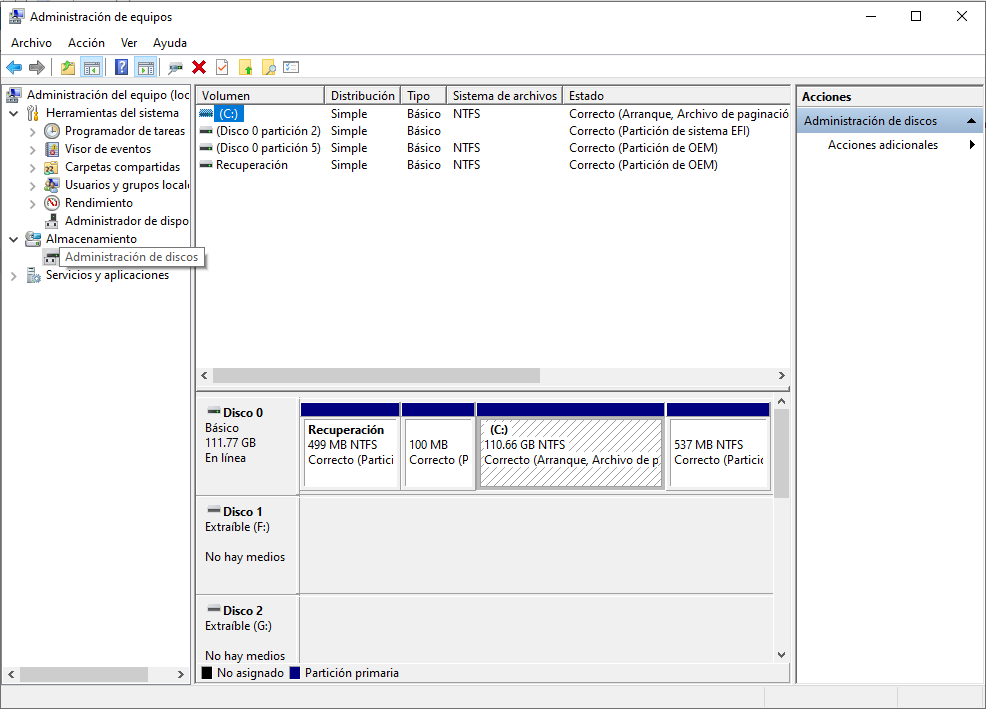 Administración de equipos
Archivo Acción Ver Ayuda
Administración del equipo (loc
Herramientas del sistema
Programador de tareas
Visor de eventos
Carpetas compartidas
Usuarios y grupos locale
Rendimiento
Administrador de dispo
Almacenamiento
Administración de discos
Servicios y aplicaciones
Volumen Distribución Tipo Sistema de archivos Estado
(C:) Simple Básico NTFS Correcto (Arranque, Archivo de paginació
(Disco 0 partición 2) Simple Básico Correcto (Partición de sistema EFI)
(Disco 0 partición 5) Simple Básico NTFS Correcto (Partición de OEM)
Recuperación Simple Básico NTFS Correcto (Partición de OEM)
Disco 0
Básico
111.77 GB
En línea
Recuperación
499 MB NTFS
Correcto (Partici
100 MB
Correcto (P
(C:)
110.66 GB NTFS
Correcto (Arranque, Archivo de p
537 MB NTFS
Correcto (Partici
Disco 1
Extraíble (F:)
No hay medios
Disco 2
Extraíble (G:)
No hay medios
No asignado Partición primaria
Acciones
Administración de discos
Acciones adicionales